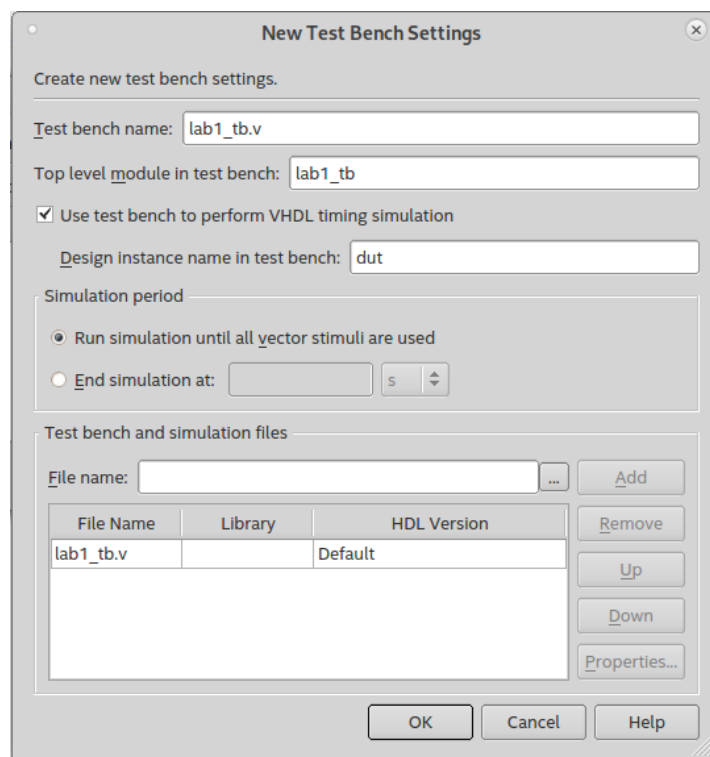 New Test Bench Settings
Create new test bench settings.
Test bench name: lab1_tb.v
Top level module in test bench: lab1_tb
Use test bench to perform VHDL timing simulation
Design instance name in test bench: dut
Simulation period
Run simulation until all vector stimuli are used
End simulation at: s
Test bench and simulation files
File name: ... Add
File Name Library HDL Version Remove
lab1_tb.v Default
Up
Down
Properties...
OK Cancel Help